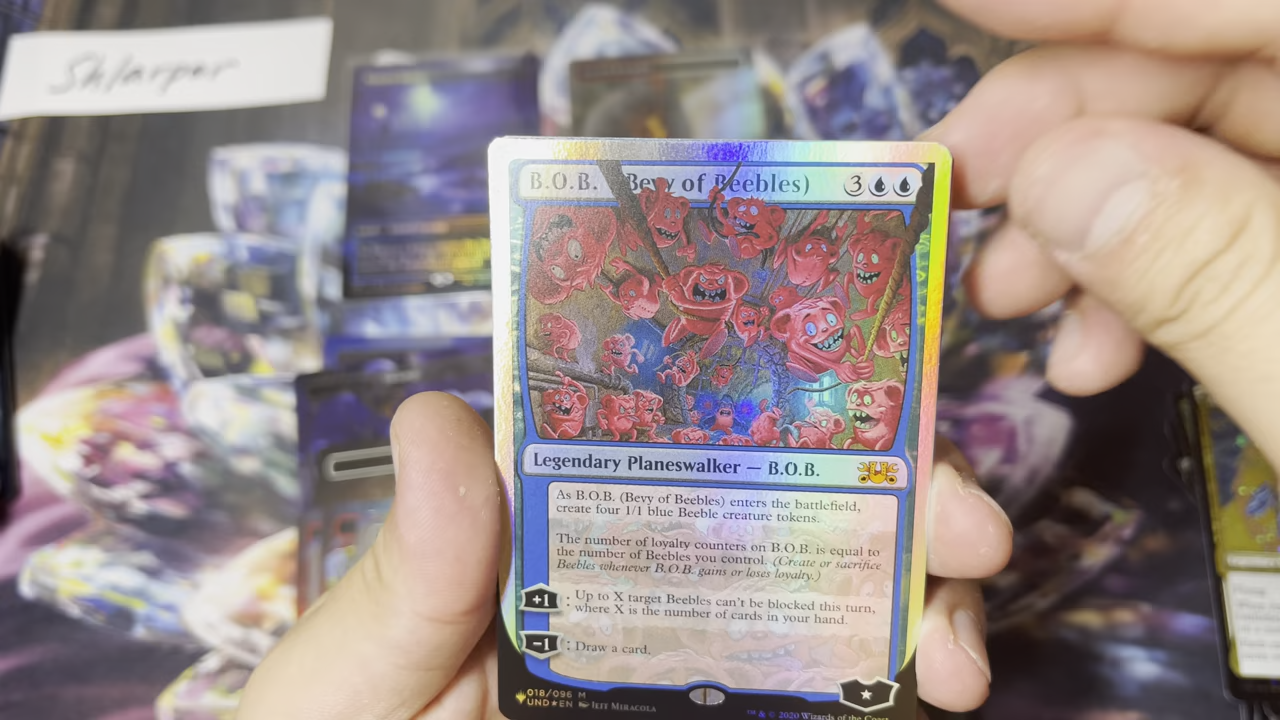 Shlarper
B.O.B. (Bevy of Beebles) 3
Legendary Planeswalker — B.O.B.
As B.O.B. (Bevy of Beebles) enters the battlefield,
create four 1/1 blue Beeble creature tokens.
The number of loyalty counters on B.O.B. is equal to
the number of Beebles you control. (Create or sacrifice
Beebles whenever B.O.B. gains or loses loyalty.)
+1 : Up to X target Beebles can't be blocked this turn,
where X is the number of cards in your hand.
−1 : Draw a card.
018/096 M
UND★EN Jeff Miracola
™ & © 2020 Wizards of the Coast